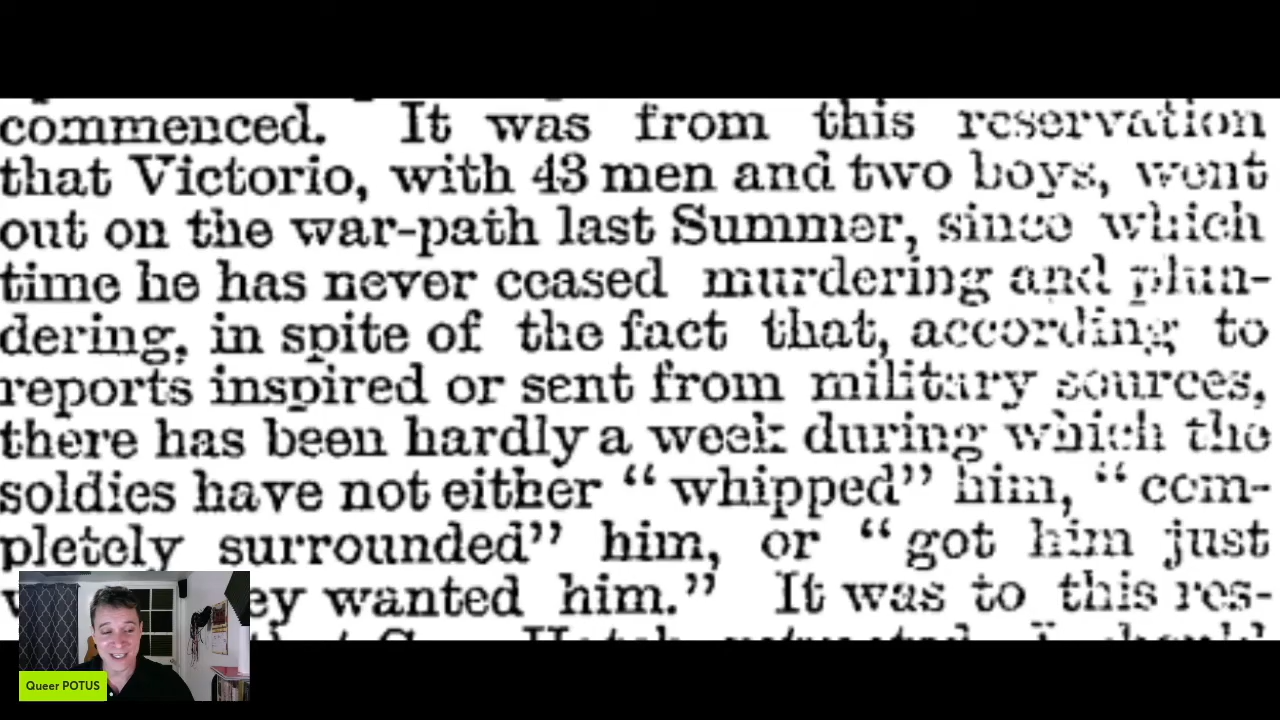 commenced. It was from this reservation
that Victorio, with 43 men and two boys, went
out on the war-path last Summer, since which
time he has never ceased murdering and plun-
dering, in spite of the fact that, according to
reports inspired or sent from military sources,
there has been hardly a week during which the
soldies have not either “whipped” him, “com-
pletely surrounded” him, or “got him just
wanted him.” It was to this res-
should
Queer POTUS